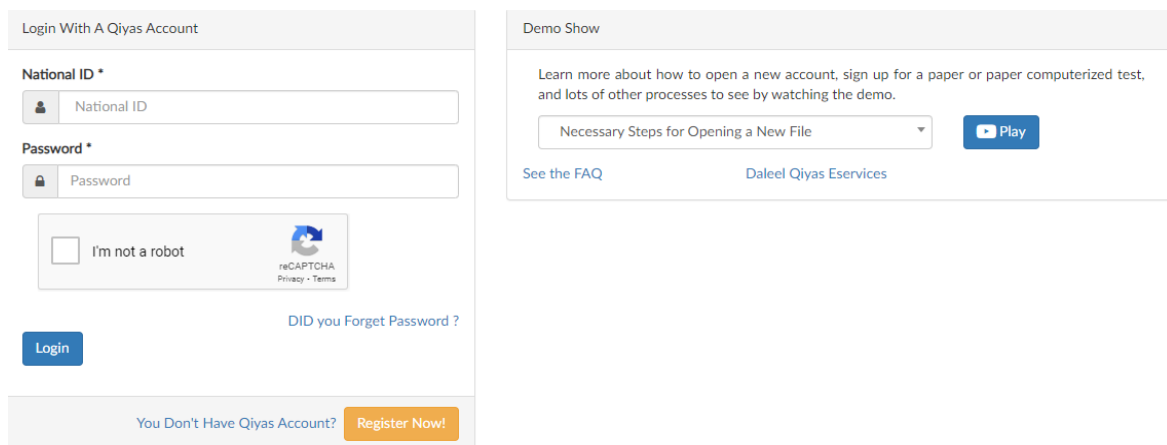 Login With A Qiyas Account
National ID *
National ID
Password *
Password
I'm not a robot
reCAPTCHA
Privacy - Terms
DID you Forget Password ?
Login
You Don't Have Qiyas Account?
Register Now!
Demo Show
Learn more about how to open a new account, sign up for a paper or paper computerized test,
and lots of other processes to see by watching the demo.
Necessary Steps for Opening a New File
Play
See the FAQ
Daleel Qiyas Eservices